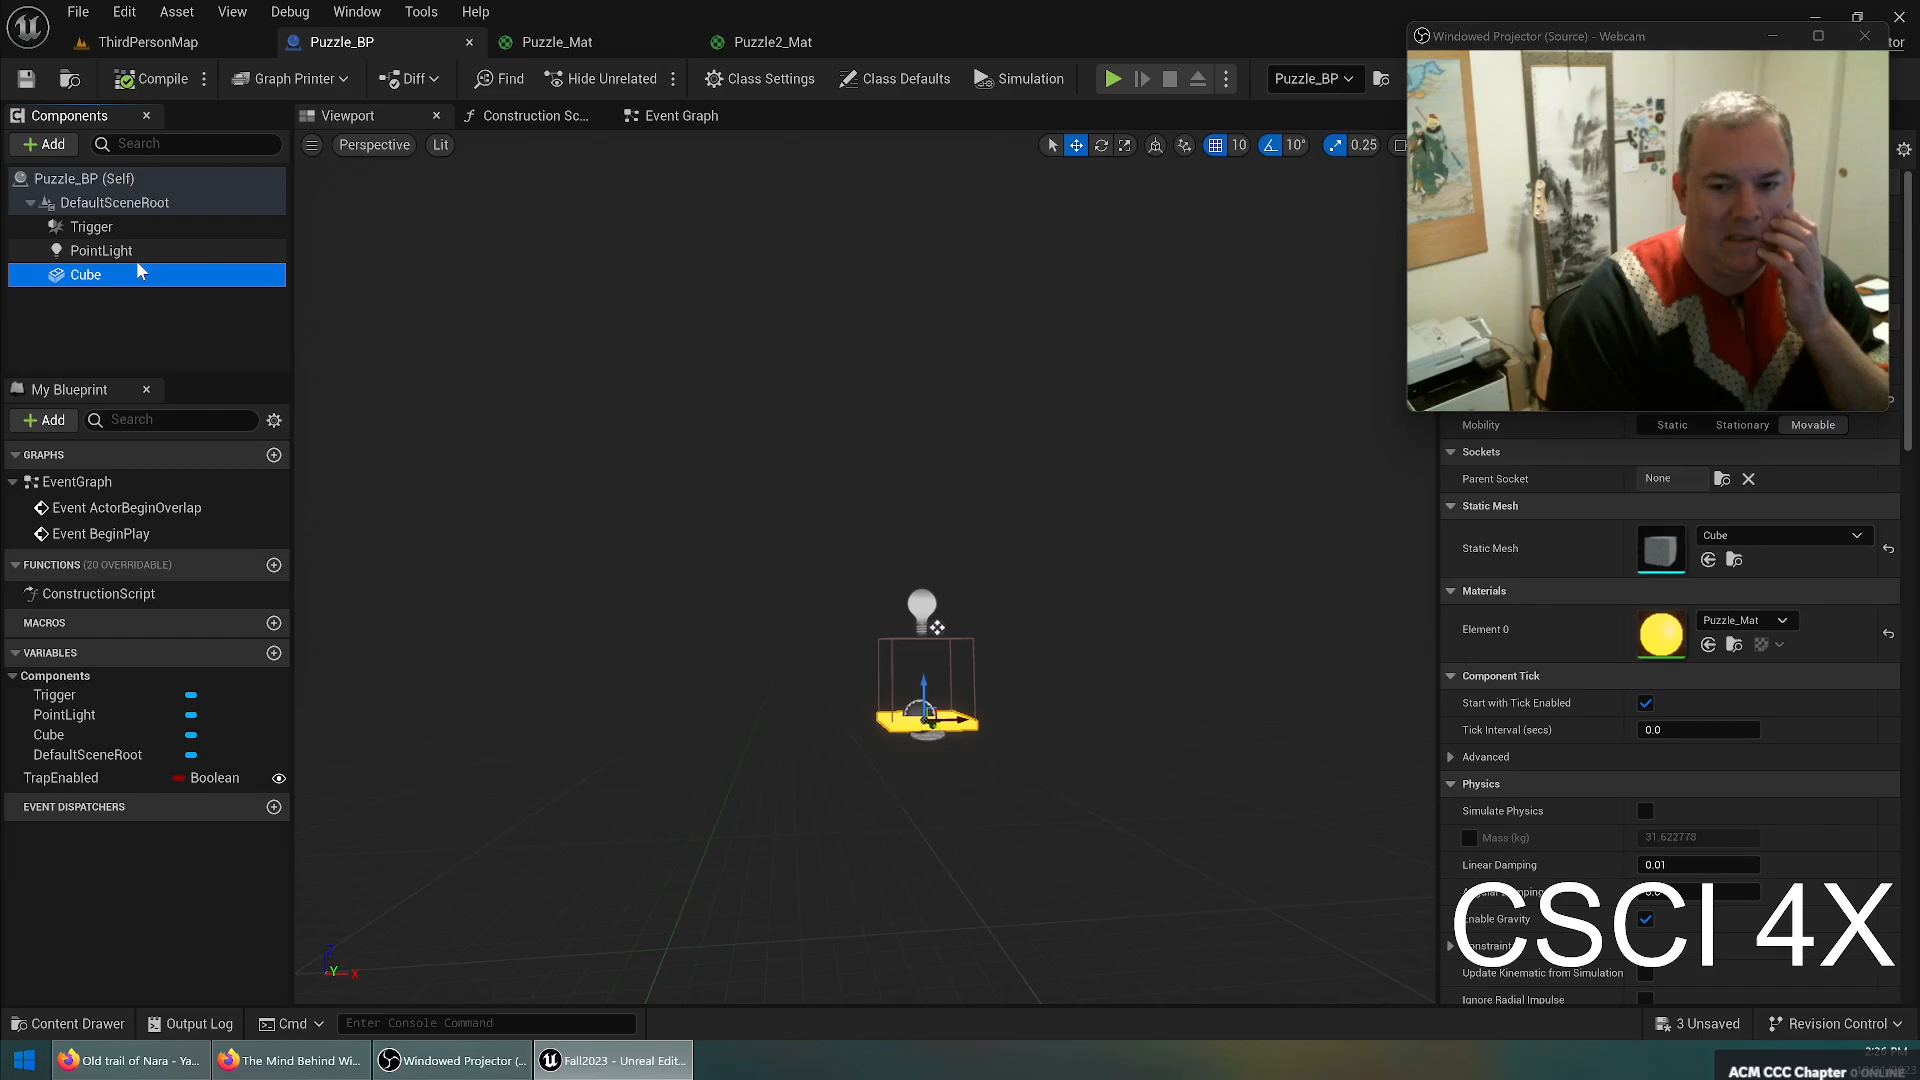 File Edit Asset View Debug Window Tools Help
ThirdPersonMap Puzzle_BP Puzzle_Mat Puzzle2_Mat
Compile Graph Printer Diff Find Hide Unrelated Class Settings Class Defaults Simulation Puzzle_BP
Windowed Projector (Source) - Webcam
Components
Add Search
Puzzle_BP (Self)
DefaultSceneRoot
Trigger
PointLight
Cube
Viewport Construction Sc... Event Graph
Perspective Lit 10 10° 0.25
My Blueprint
Add Search
GRAPHS
EventGraph
Event ActorBeginOverlap
Event BeginPlay
FUNCTIONS (20 OVERRIDABLE)
ConstructionScript
MACROS
VARIABLES
Components
Trigger
PointLight
Cube
DefaultSceneRoot
TrapEnabled Boolean
EVENT DISPATCHERS
Z
Y X
Mobility Static Stationary Movable
Sockets
Parent Socket None
Static Mesh
Static Mesh Cube
Materials
Element 0 Puzzle_Mat
Component Tick
Start with Tick Enabled
Tick Interval (secs) 0.0
Advanced
Physics
Simulate Physics
Mass (kg) 31.622778
Linear Damping 0.01
Enable Gravity
CSCI 4X
Update Kinematic from Simulation
Ignore Radial Impulse
Content Drawer Output Log Cmd Enter Console Command 3 Unsaved Revision Control
Old trail of Nara - Ya... The Mind Behind Wi... Windowed Projector (... Fall2023 - Unreal Edit...
2:26 PM
ACM CCC Chapter 0 ONLINE